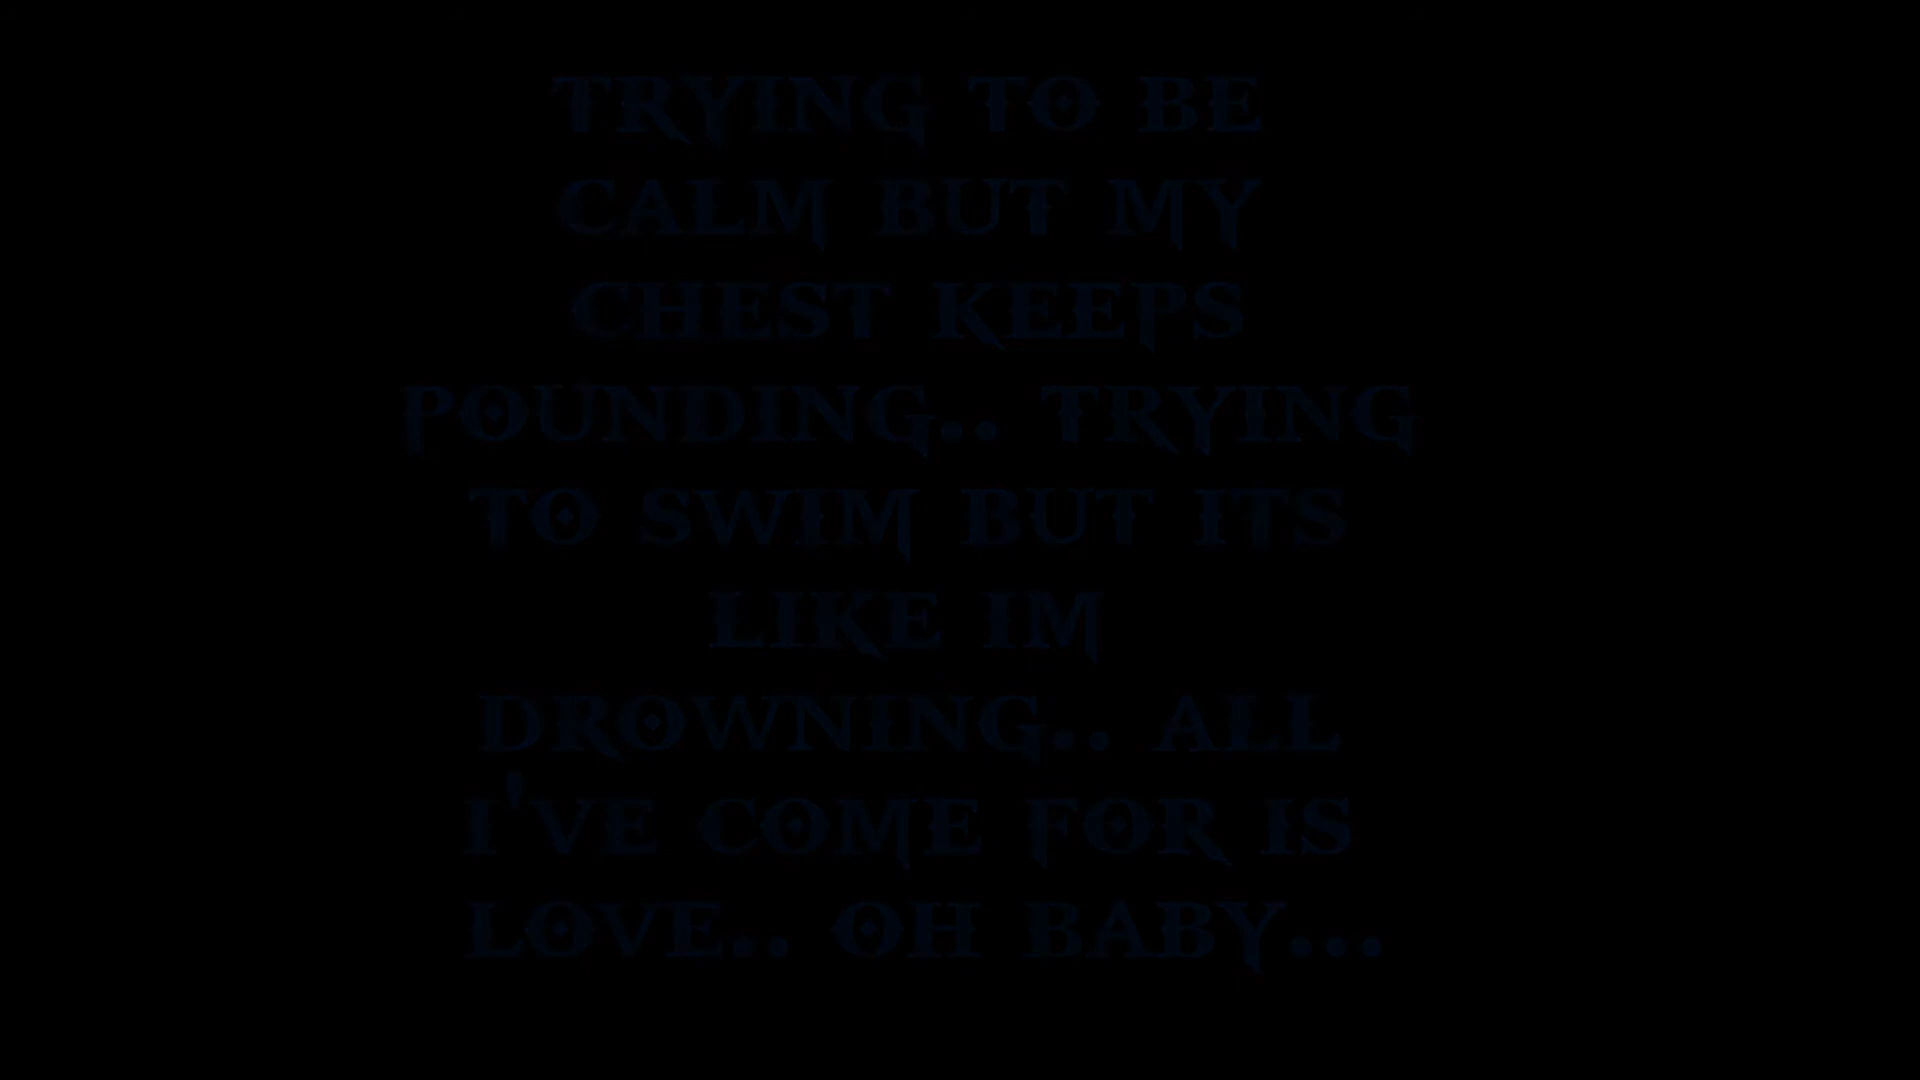 TRYING TO BE
CALM BUT MY
CHEST KEEPS
POUNDING.. TRYING
TO SWIM BUT ITS
LIKE IM
DROWNING.. ALL
I'VE COME FOR IS
LOVE.. OH BABY...